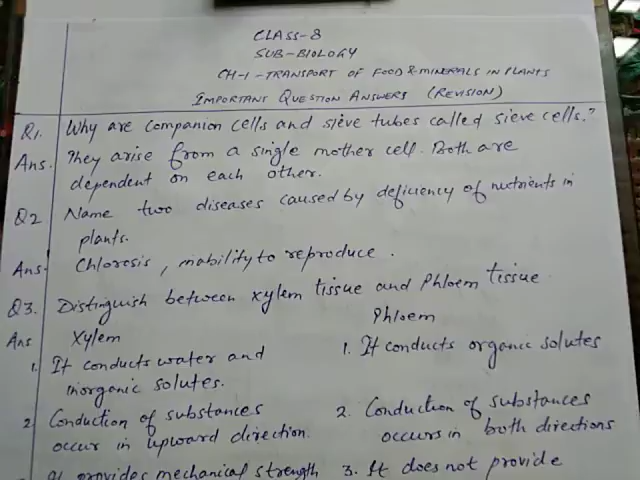 CLASS-8
SUB-BIOLOGY
CH-1-TRANSPORT OF FOOD & MINERALS IN PLANTS
IMPORTANT QUESTION ANSWERS (REVISION)
Q1. Why are companion cells and sieve tubes called sieve cells?
Ans. They arise from a single mother cell. Both are
dependent on each other.
Q2 Name two diseases caused by deficiency of nutrients in
plants.
Ans. Chlorosis, inability to reproduce.
Q3. Distinguish between xylem tissue and Phloem tissue.
Ans Xylem Phloem
1. It conducts water and 1. It conducts organic solutes
inorganic solutes.
2. Conduction of substances 2. Conduction of substances
occur in upward direction. occurs in both directions
provides mechanical strength 3. It does not provide